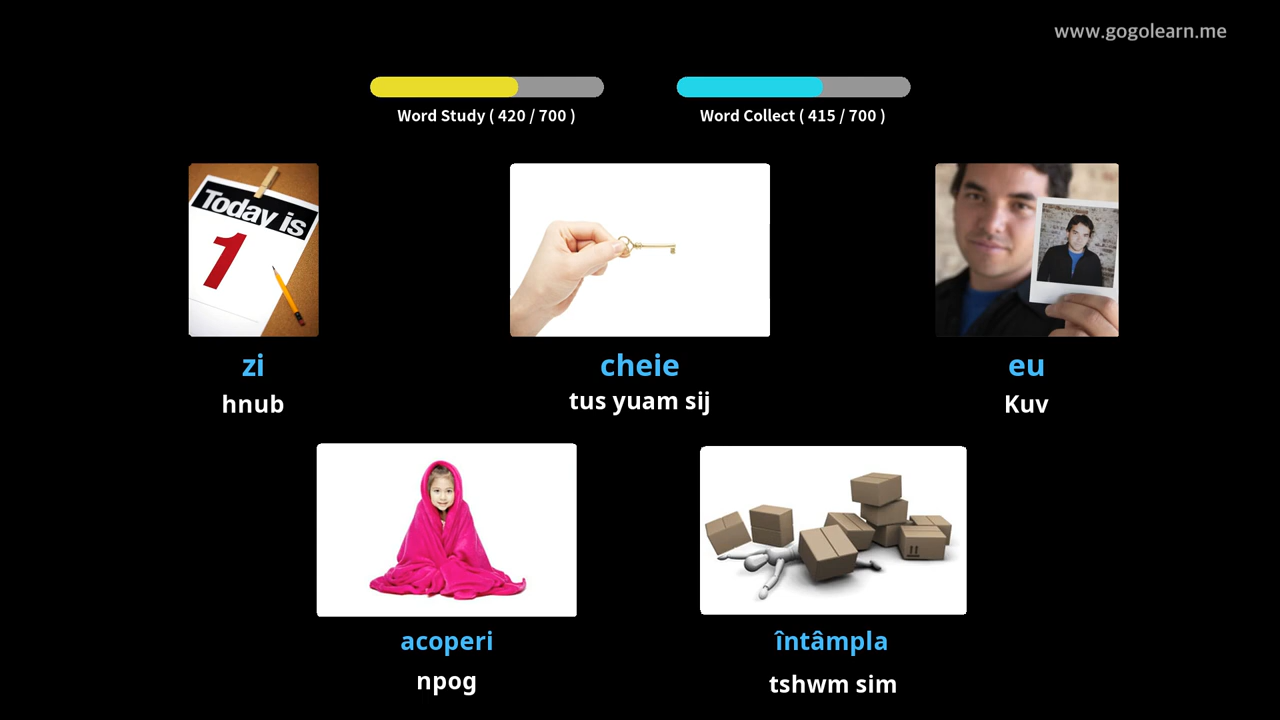 www.gogolearn.me
Word Study ( 420 / 700 )
Word Collect ( 415 / 700 )
Today is
1
zi
cheie
eu
hnub
tus yuam sij
Kuv
acoperi
întâmpla
npog
tshwm sim